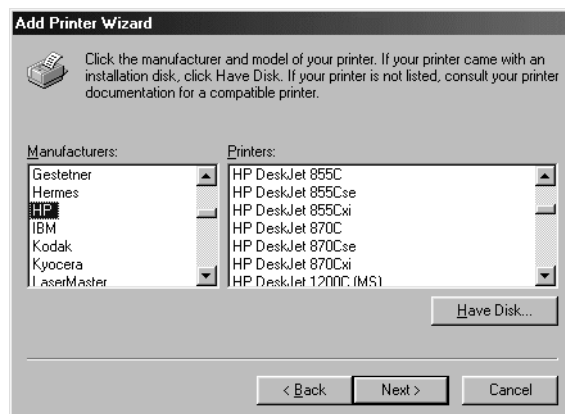 Add Printer Wizard
Click the manufacturer and model of your printer. If your printer came with an
installation disk, click Have Disk. If your printer is not listed, consult your printer
documentation for a compatible printer.
Manufacturers:
Gestetner
Hermes
HP
IBM
Kodak
Kyocera
LaserMaster
Printers:
HP DeskJet 855C
HP DeskJet 855Cse
HP DeskJet 855Cxi
HP DeskJet 870C
HP DeskJet 870Cse
HP DeskJet 870Cxi
HP DeskJet 1200C (MS)
Have Disk...
< Back
Next >
Cancel